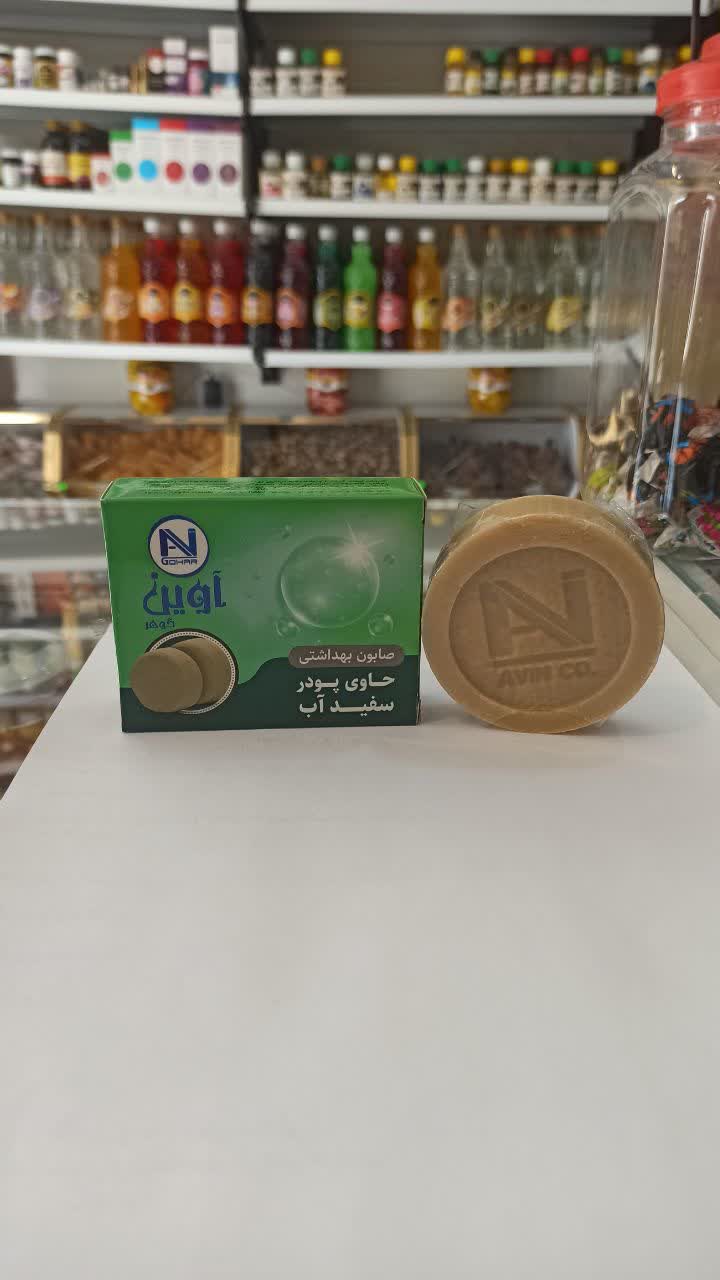 AN
GOHAR
آوین
گوهر
صابون بهداشتی
حاوی پودر
سفید آب
AN
AVIN CO.